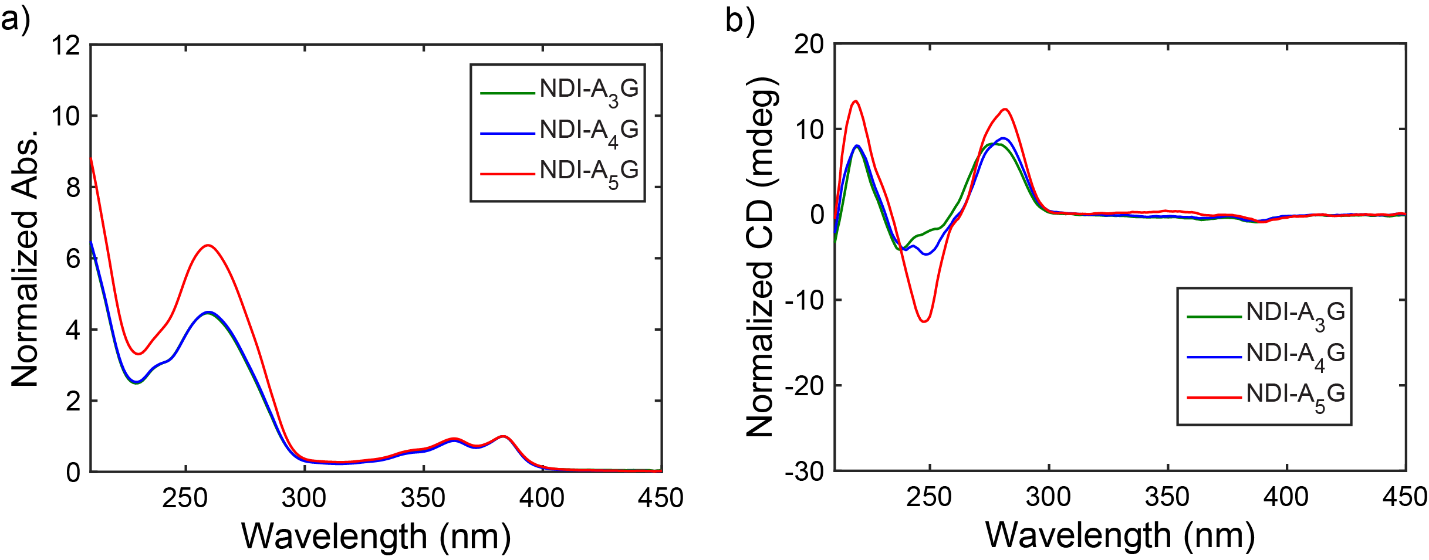 a)
12
10
8
6
4
2
0
Normalized Abs.
NDI-A3G
NDI-A4G
NDI-A5G
250 300 350 400 450
Wavelength (nm)
b)
20
10
0
-10
-20
-30
Normalized CD (mdeg)
NDI-A3G
NDI-A4G
NDI-A5G
250 300 350 400 450
Wavelength (nm)